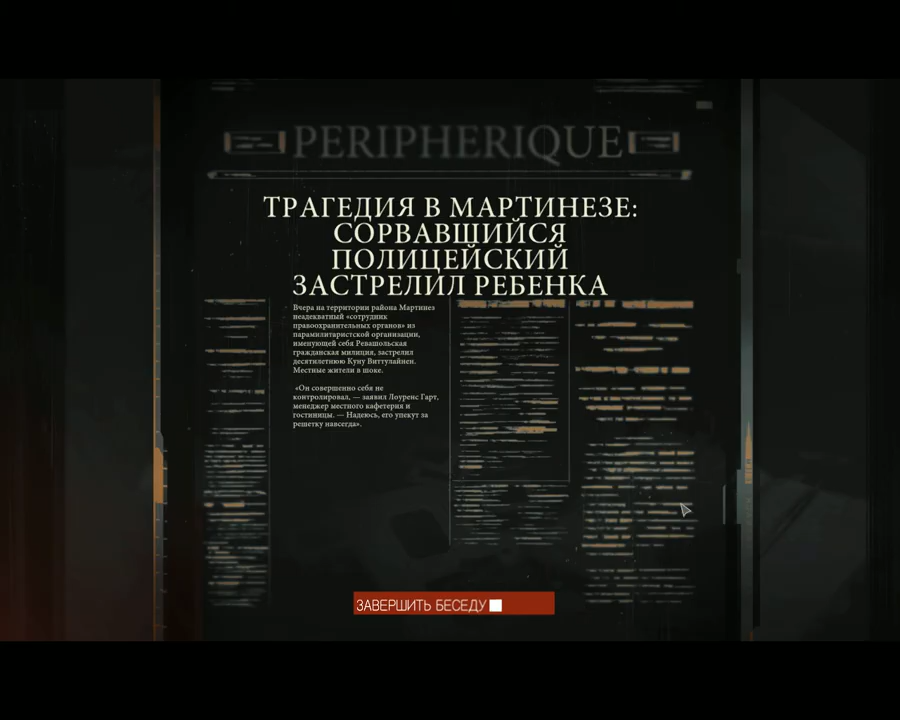 PERIPHERIQUE
ТРАГЕДИЯ В МАРТИНЕЗЕ:
СОРВАВШИЙСЯ
ПОЛИЦЕЙСКИЙ
ЗАСТРЕЛИЛ РЕБЕНКА
Вчера на территории района Мартинез
неадекватный «сотрудник
правоохранительных органов» из
парамилитаристской организации,
именующей себя Ревашольская
гражданская милиция, застрелил
десятилетнюю Куну Виттулайнен.
Местные жители в шоке.
«Он совершенно себя не
контролировал, — заявил Лоуренс Гарт,
менеджер местного кафетерия и
гостиницы. — Надеюсь, его упекут за
решетку навсегда».
ЗАВЕРШИТЬ БЕСЕДУ